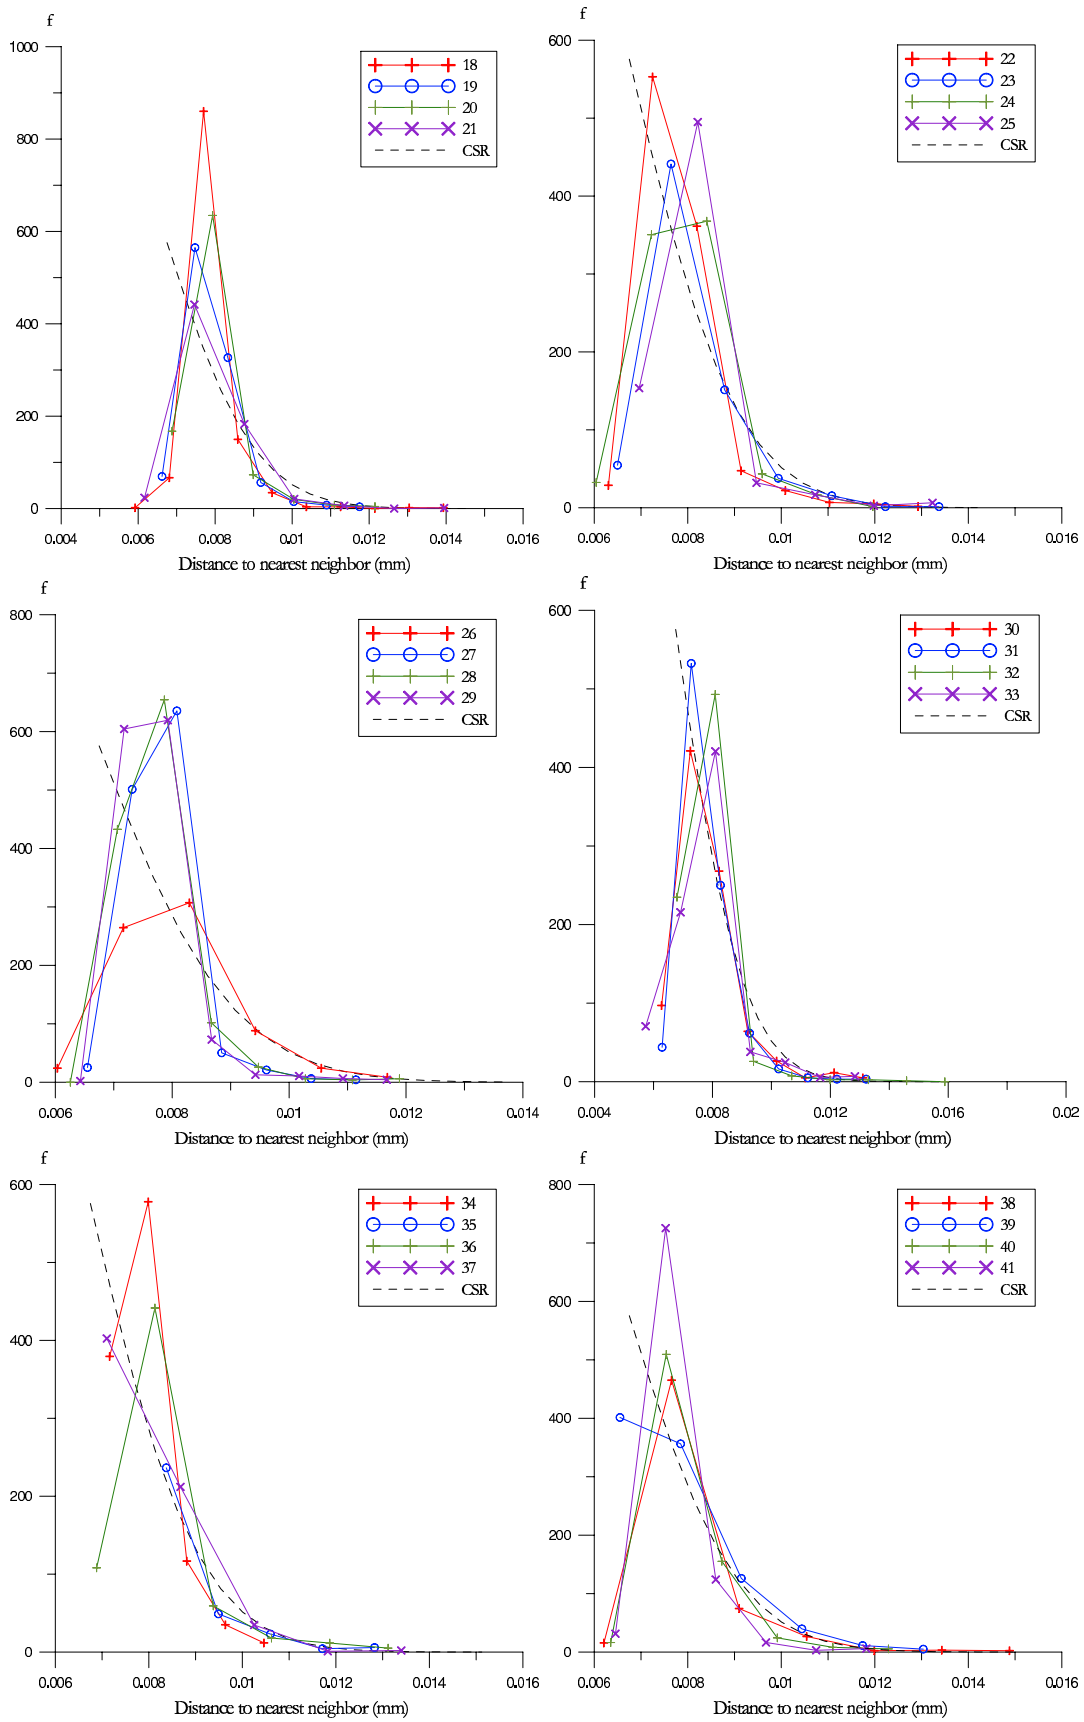 f
1000
800
600
400
200
0
0.004 0.006 0.008 0.01 0.012 0.014 0.016
Distance to nearest neighbor (mm)
18
19
20
21
CSR
f
600
400
200
0
0.006 0.008 0.01 0.012 0.014 0.016
Distance to nearest neighbor (mm)
22
23
24
25
CSR
f
800
600
400
200
0
0.006 0.008 0.01 0.012 0.014
Distance to nearest neighbor (mm)
26
27
28
29
CSR
f
600
400
200
0
0.004 0.008 0.012 0.016 0.02
Distance to nearest neighbor (mm)
30
31
32
33
CSR
f
600
400
200
0
0.006 0.008 0.01 0.012 0.014 0.016
Distance to nearest neighbor (mm)
34
35
36
37
CSR
f
800
600
400
200
0
0.006 0.008 0.01 0.012 0.014 0.016
Distance to nearest neighbor (mm)
38
39
40
41
CSR